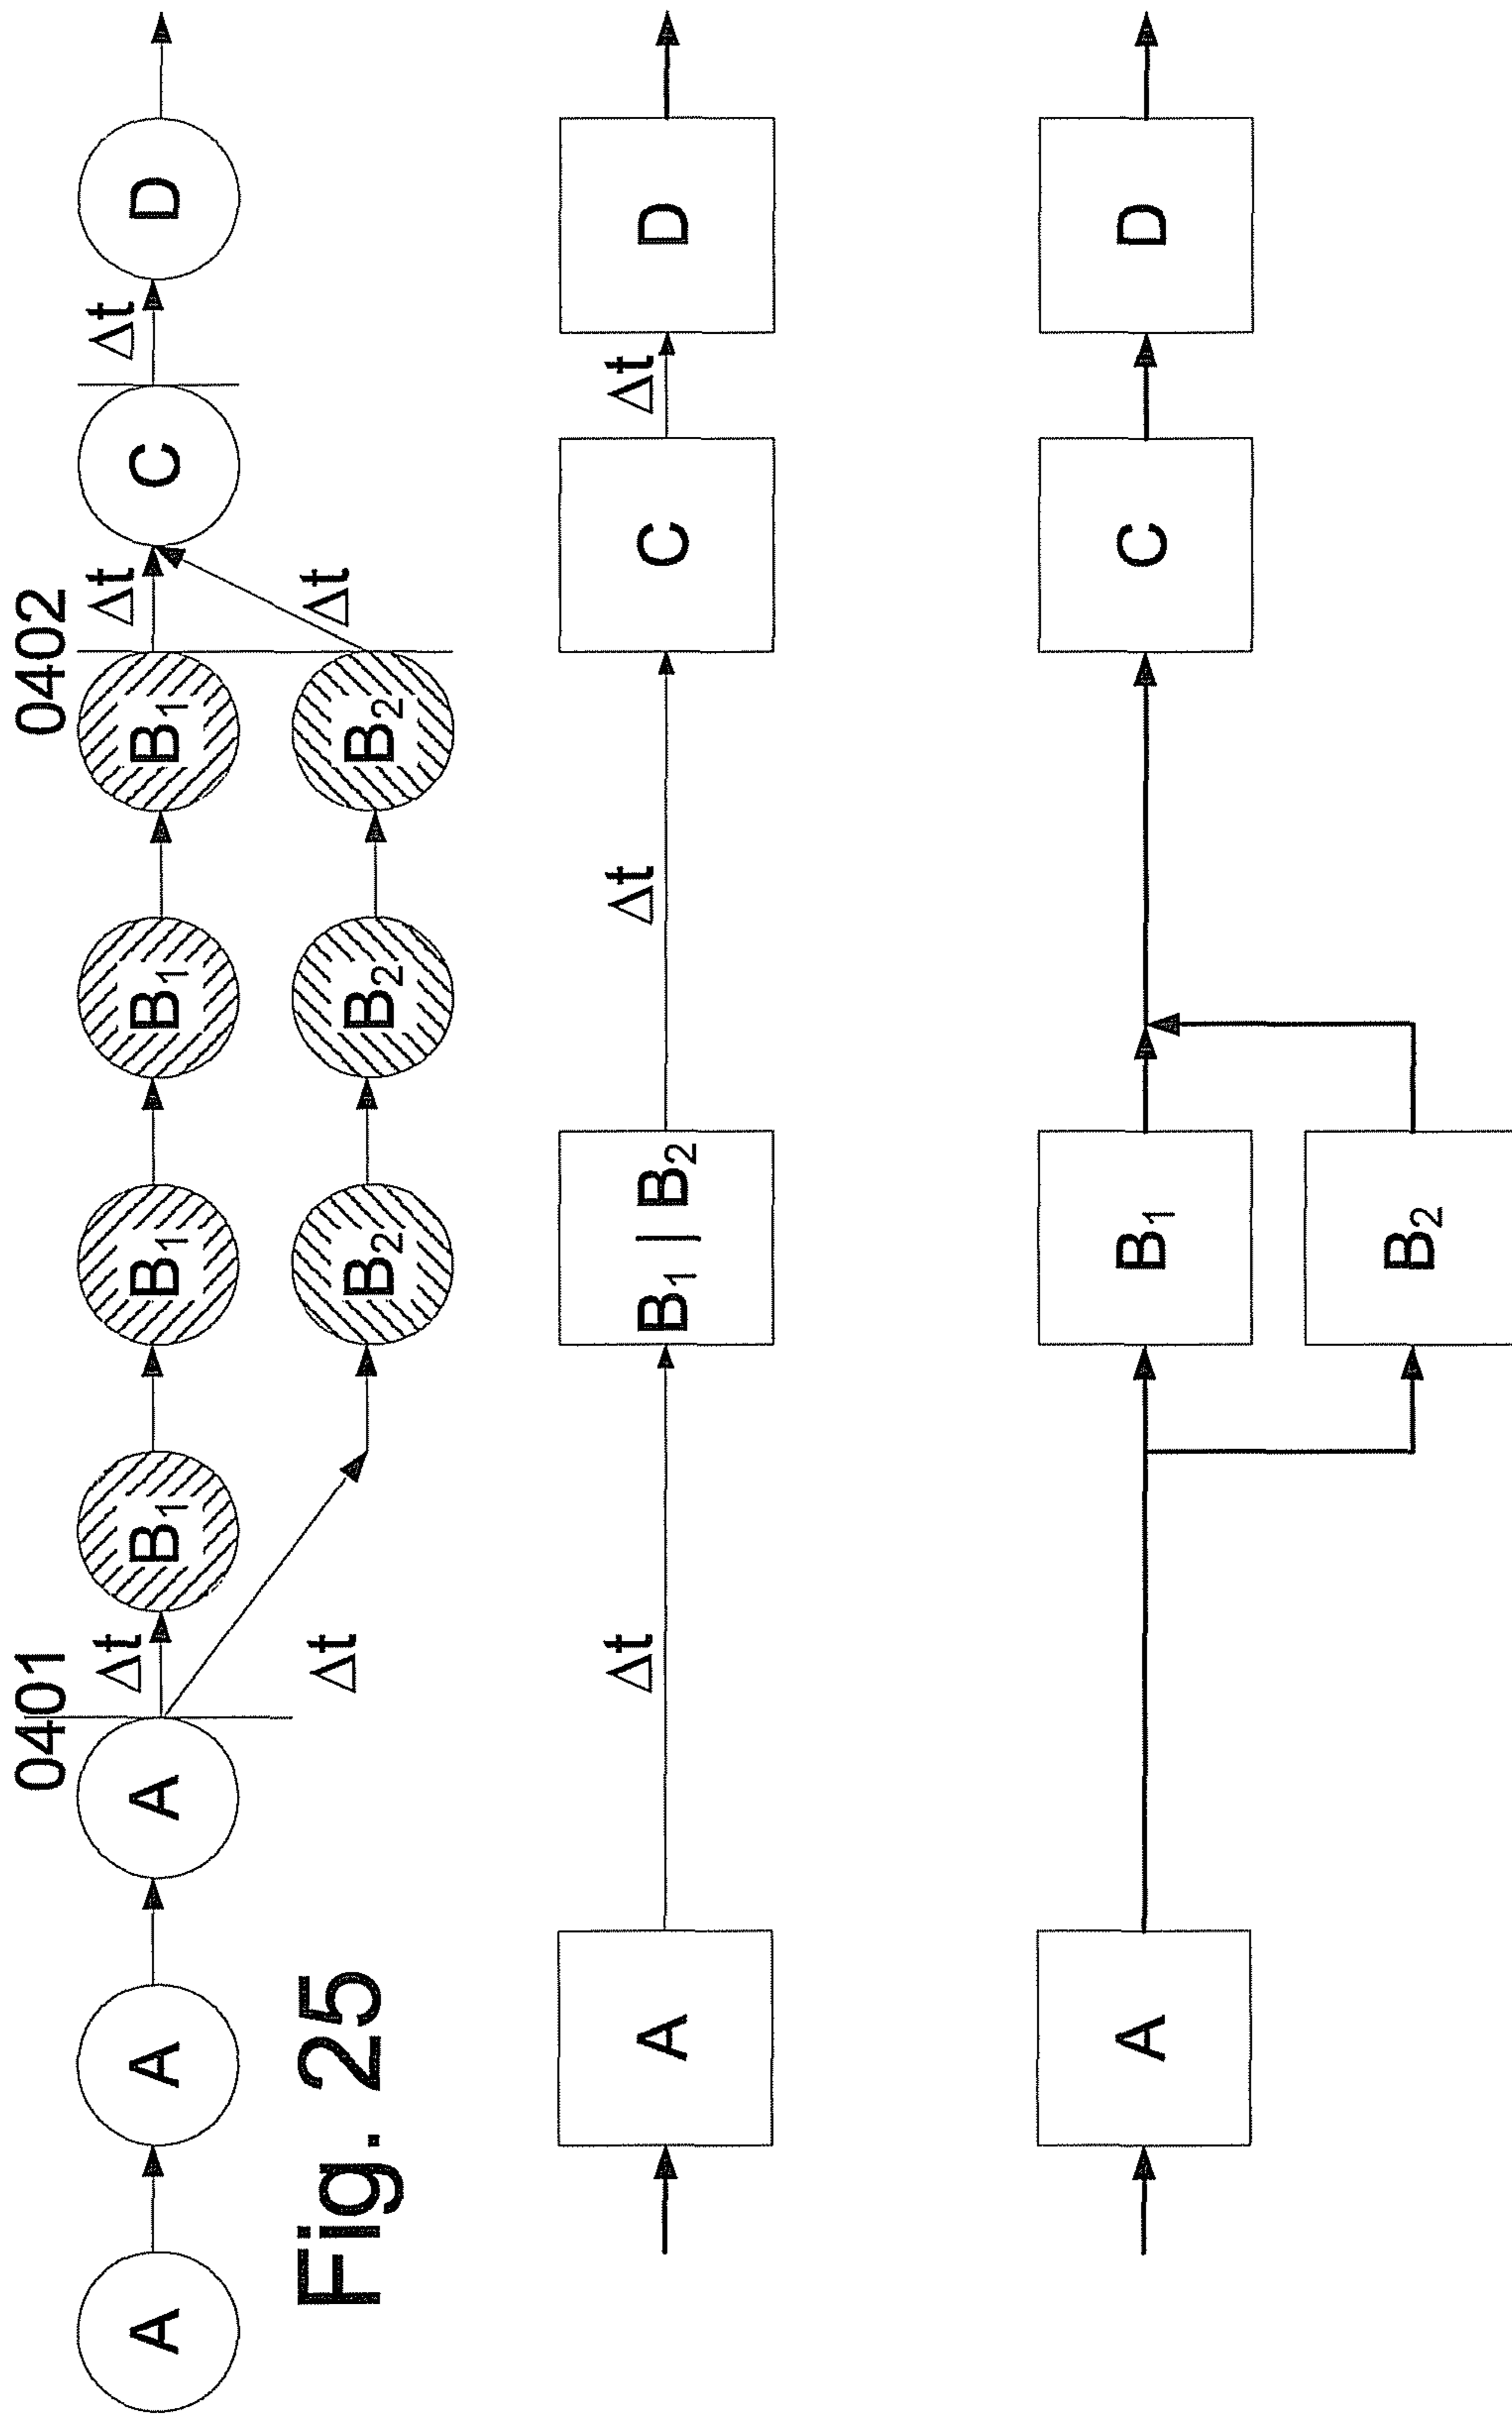 0401 0402
A A A Δt B₁ B₁ B₁ B₁ Δt C Δt D
Δt B₂ B₂ B₂ Δt
Fig. 25
A Δt B₁ | B₂ Δt C Δt D
A B₁ C D
B₂